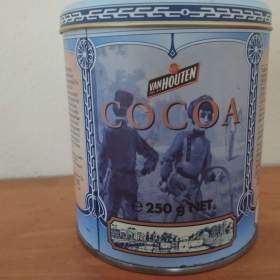 VAN HOUTEN
COCOA
℮ 250 g NET.